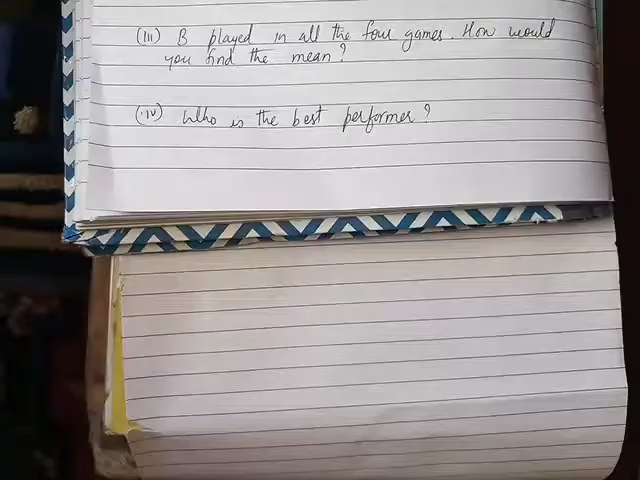 (iii) B played in all the four games. How would
you find the mean?
(iv) Who is the best performer?